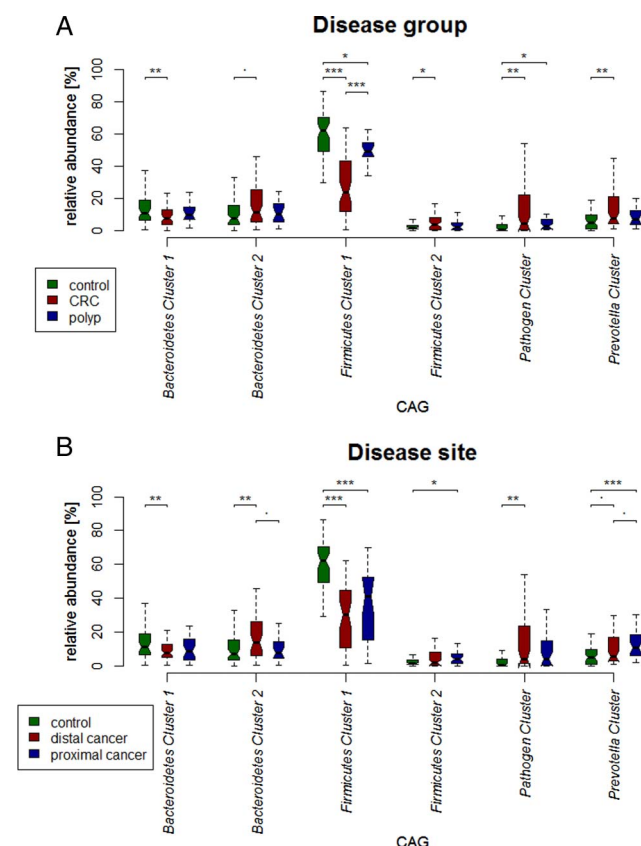 A
Disease group
relative abundance [%]
100
80
60
40
20
0
**
.
*
***
***
*
*
**
**
Bacteroidetes Cluster 1
Bacteroidetes Cluster 2
Firmicutes Cluster 1
Firmicutes Cluster 2
Pathogen Cluster
Prevotella Cluster
control
CRC
polyp
CAG
B
Disease site
relative abundance [%]
100
80
60
40
20
0
**
**
.
***
***
*
**
***
.
.
Bacteroidetes Cluster 1
Bacteroidetes Cluster 2
Firmicutes Cluster 1
Firmicutes Cluster 2
Pathogen Cluster
Prevotella Cluster
control
distal cancer
proximal cancer
CAG